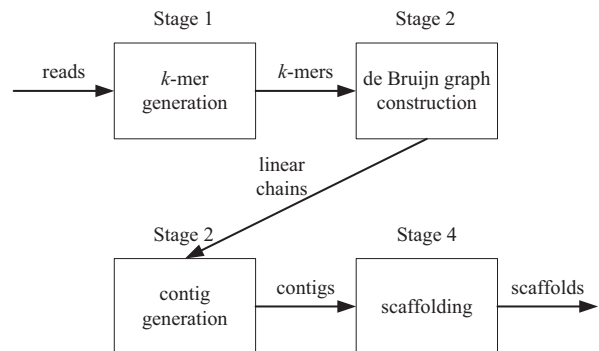 Stage 1
Stage 2
reads
k-mer
generation
k-mers
de Bruijn graph
construction
linear
chains
Stage 2
Stage 4
contig
generation
contigs
scaffolding
scaffolds